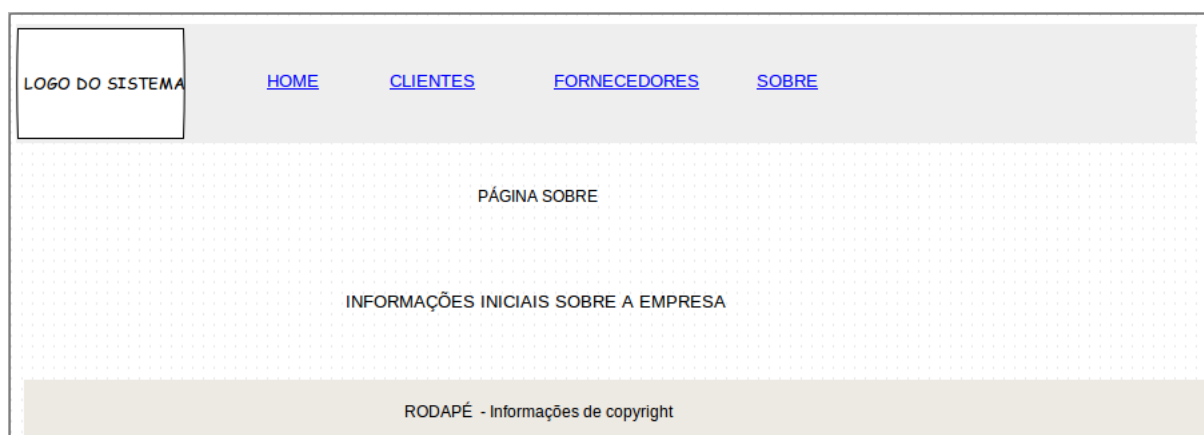 LOGO DO SISTEMA HOME CLIENTES FORNECEDORES SOBRE
PÁGINA SOBRE
INFORMAÇÕES INICIAIS SOBRE A EMPRESA
RODAPÉ - Informações de copyright